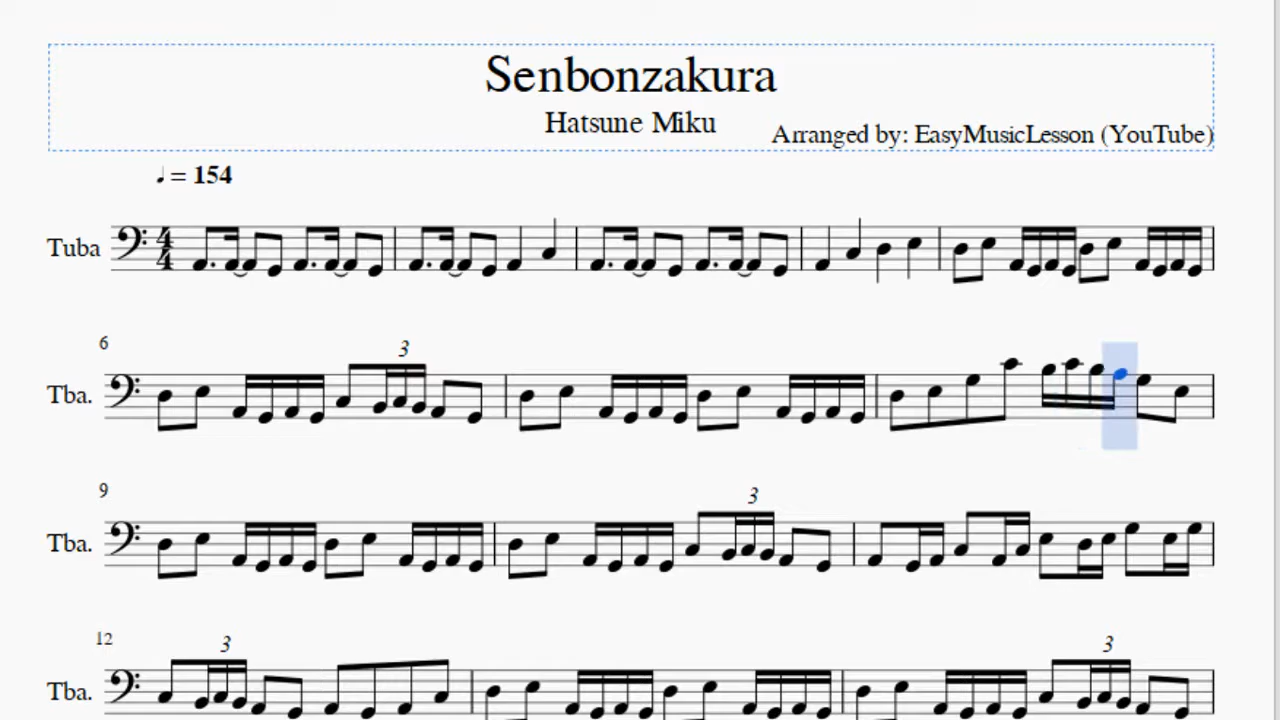 Senbonzakura
Hatsune Miku
Arranged by: EasyMusicLesson (YouTube)
♩ = 154
Tuba
6
3
Tba.
9
3
Tba.
12
3
3
Tba.